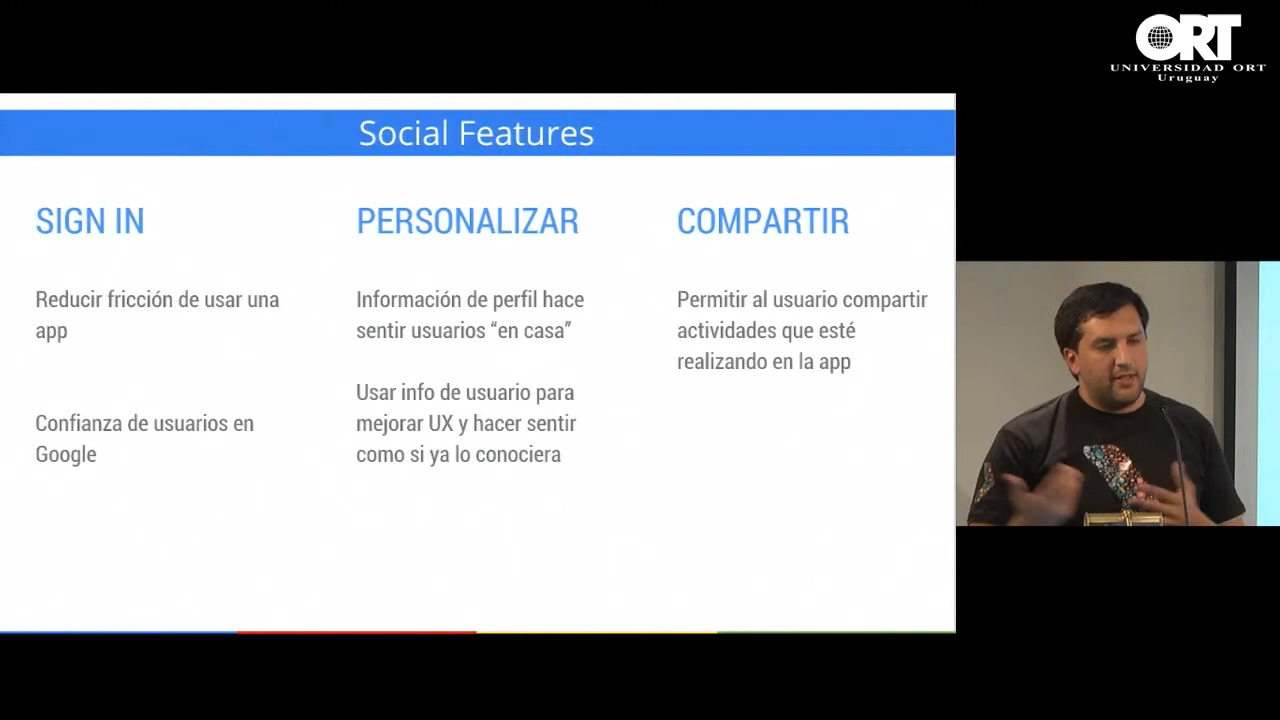 ORT
UNIVERSIDAD ORT
Uruguay
Social Features
SIGN IN
Reducir fricción de usar una
app
Confianza de usuarios en
Google
PERSONALIZAR
Información de perfil hace
sentir usuarios “en casa”
Usar info de usuario para
mejorar UX y hacer sentir
como si ya lo conociera
COMPARTIR
Permitir al usuario compartir
actividades que esté
realizando en la app